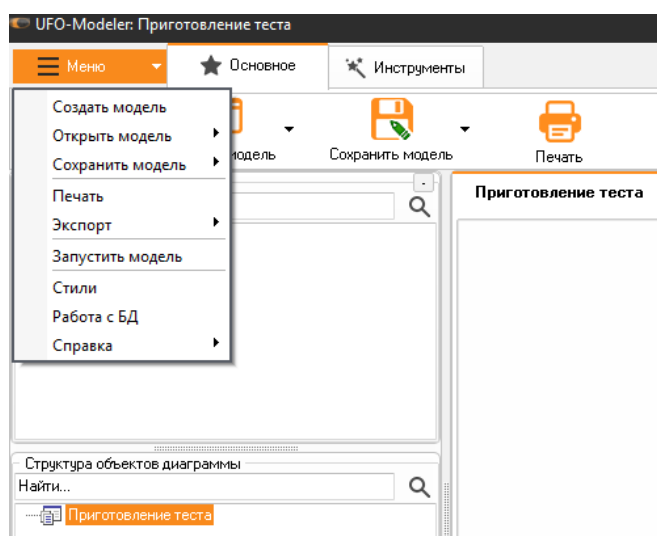 UFO-Modeler: Приготовление теста
Меню
Основное
Инструменты
Создать модель
Открыть модель
Сохранить модель
Печать
Экспорт
Запустить модель
Стили
Работа с БД
Справка
модель
Сохранить модель
Печать
Приготовление теста
Структура объектов диаграммы
Найти...
Приготовление теста